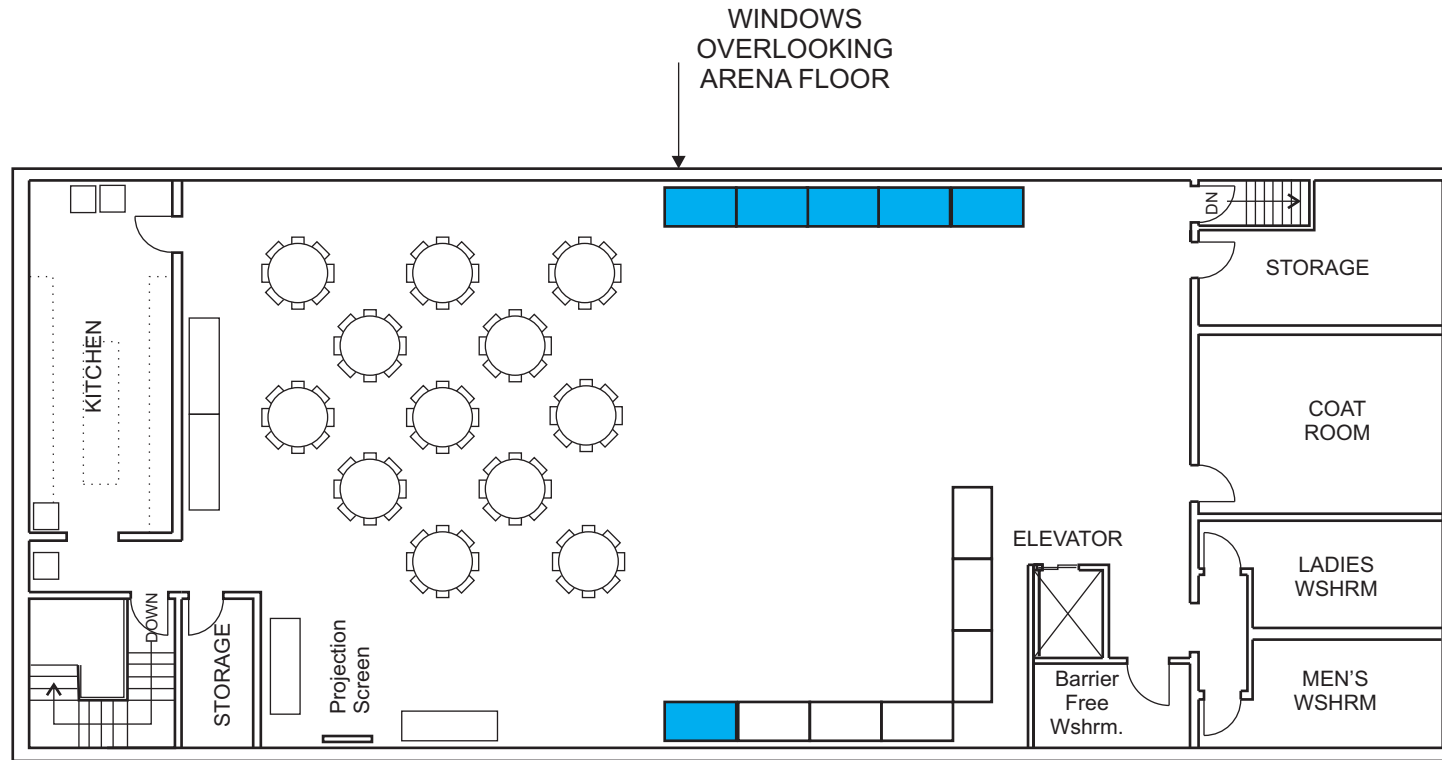 WINDOWS
OVERLOOKING
ARENA FLOOR
DN
STORAGE
KITCHEN
COAT
ROOM
ELEVATOR
LADIES
WSHRM
DOWN
STORAGE
Projection
Screen
Barrier
Free
Wshrm.
MEN'S
WSHRM